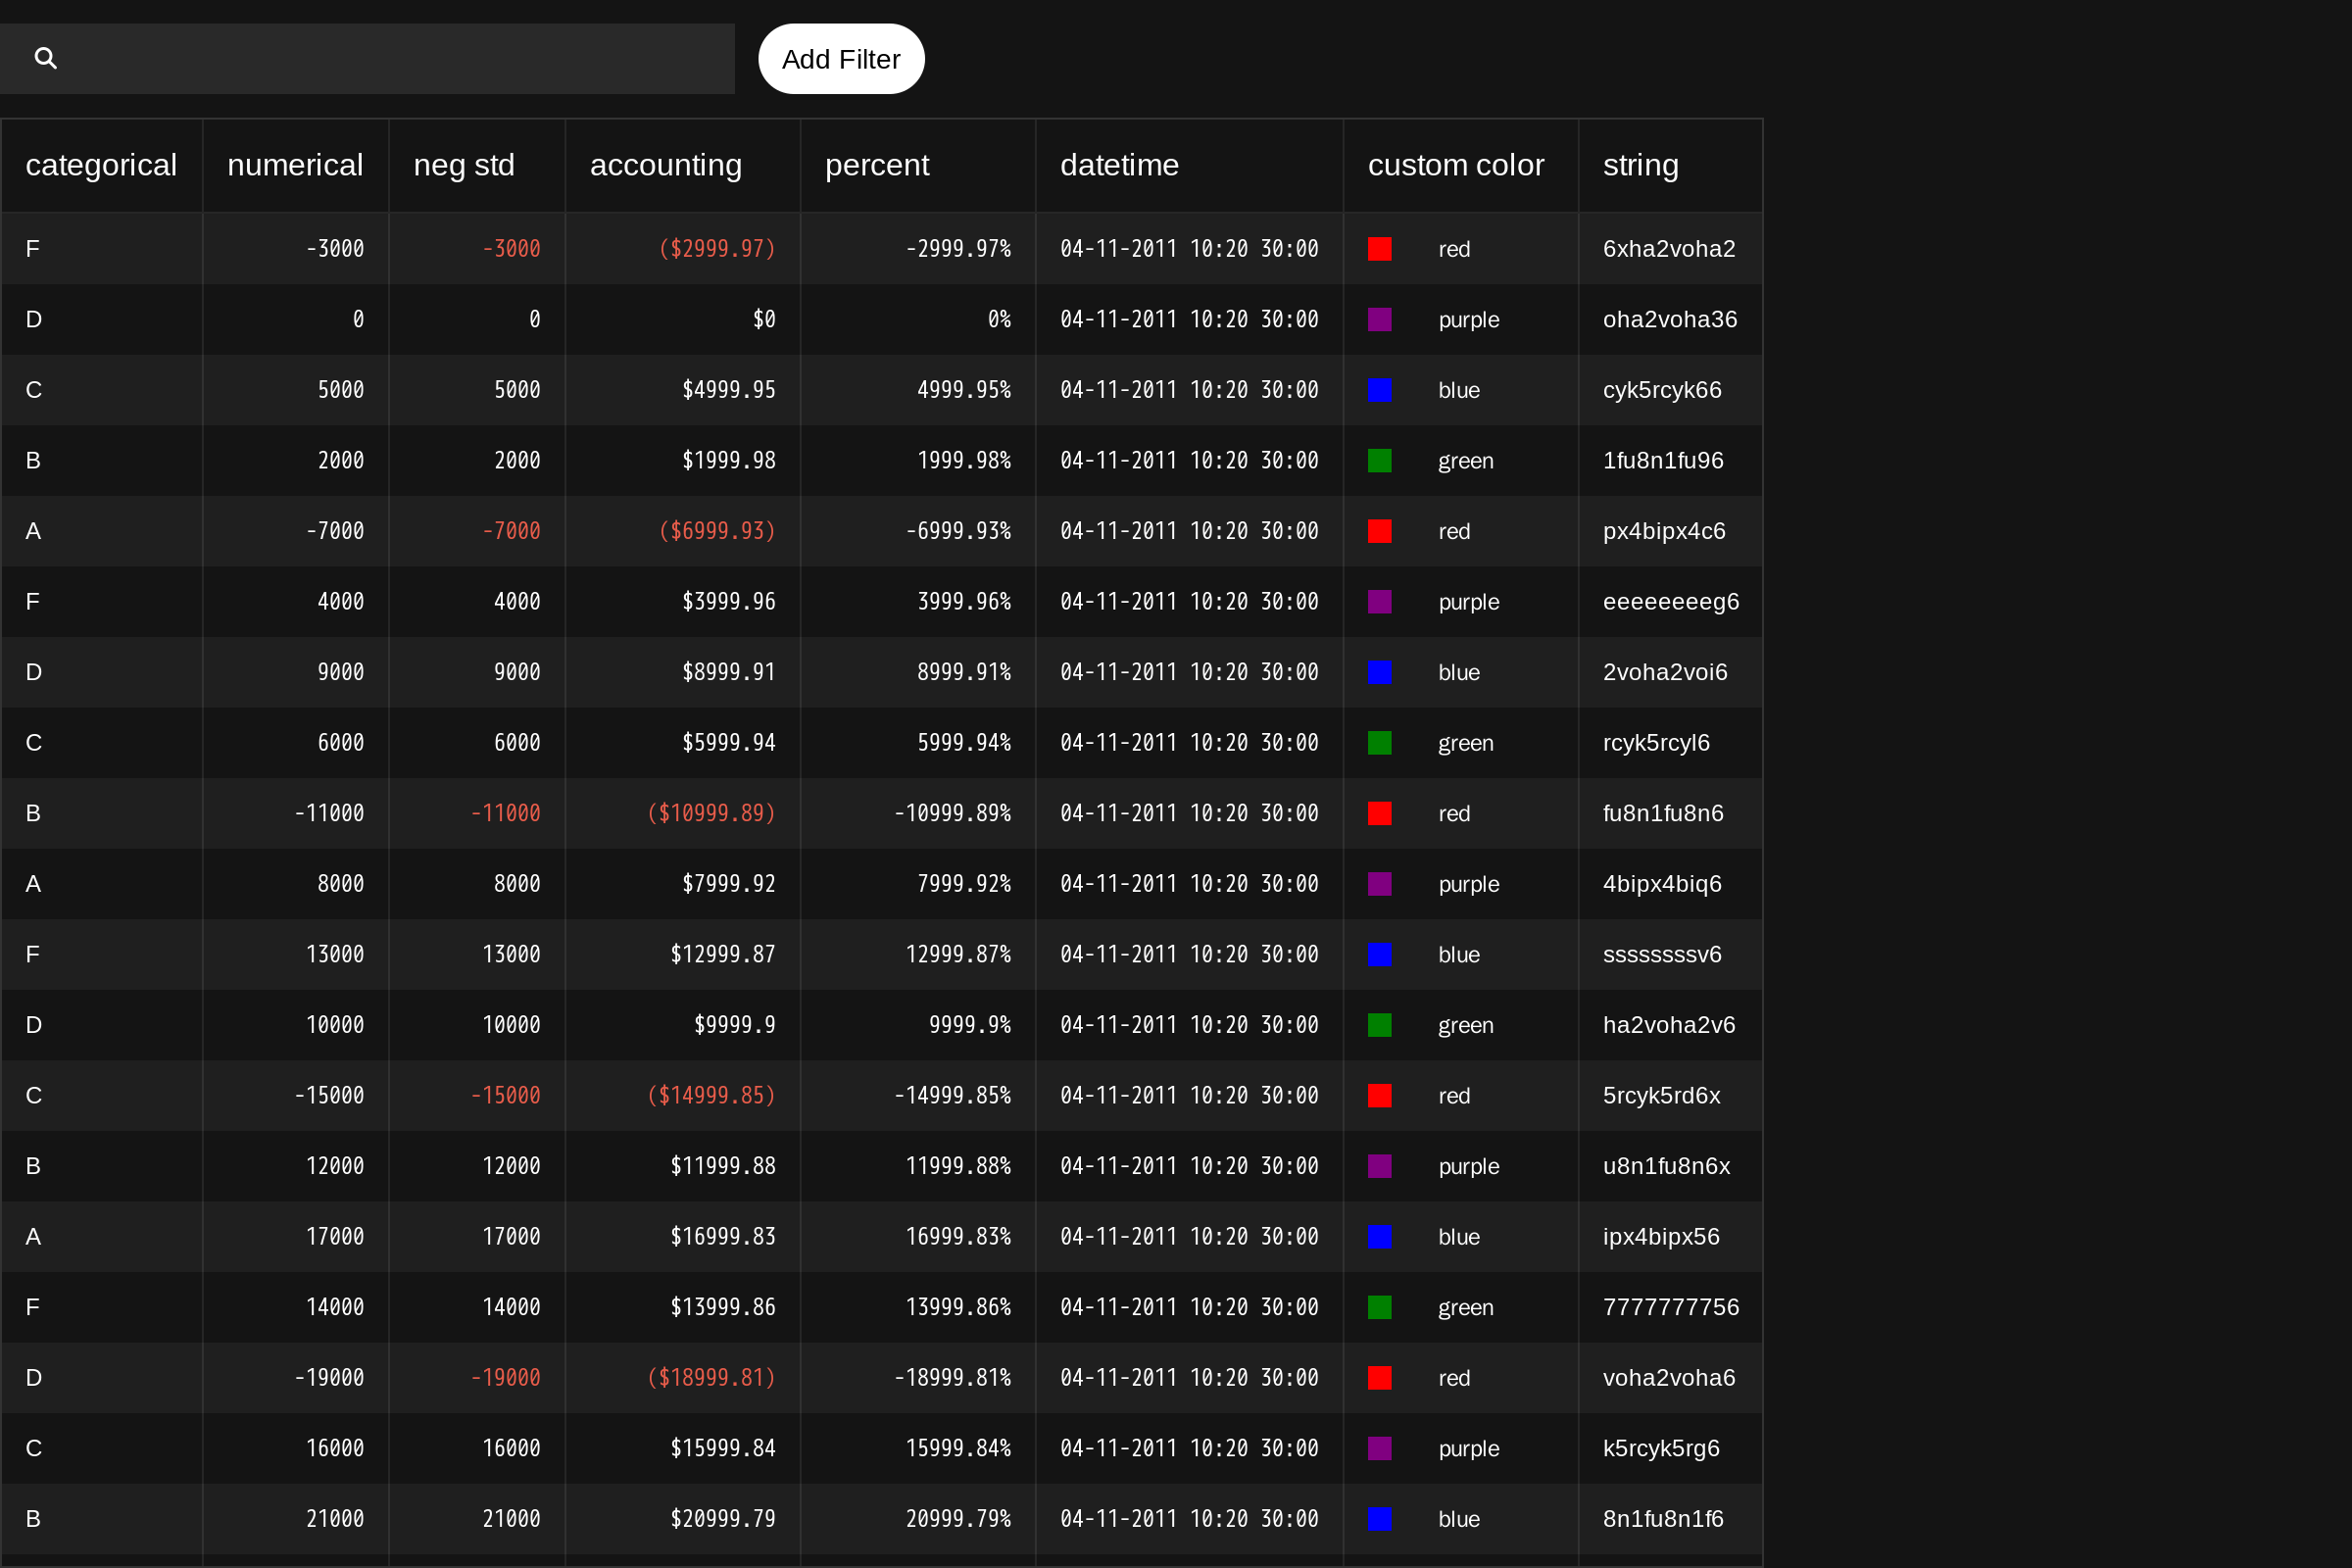 Add Filter
categorical numerical neg std accounting percent datetime custom color string
F -3000 -3000 ($2999.97) -2999.97% 04-11-2011 10:20 30:00 red 6xha2voha2
D 0 0 $0 0% 04-11-2011 10:20 30:00 purple oha2voha36
C 5000 5000 $4999.95 4999.95% 04-11-2011 10:20 30:00 blue cyk5rcyk66
B 2000 2000 $1999.98 1999.98% 04-11-2011 10:20 30:00 green 1fu8n1fu96
A -7000 -7000 ($6999.93) -6999.93% 04-11-2011 10:20 30:00 red px4bipx4c6
F 4000 4000 $3999.96 3999.96% 04-11-2011 10:20 30:00 purple eeeeeeeeg6
D 9000 9000 $8999.91 8999.91% 04-11-2011 10:20 30:00 blue 2voha2voi6
C 6000 6000 $5999.94 5999.94% 04-11-2011 10:20 30:00 green rcyk5rcyl6
B -11000 -11000 ($10999.89) -10999.89% 04-11-2011 10:20 30:00 red fu8n1fu8n6
A 8000 8000 $7999.92 7999.92% 04-11-2011 10:20 30:00 purple 4bipx4biq6
F 13000 13000 $12999.87 12999.87% 04-11-2011 10:20 30:00 blue ssssssssv6
D 10000 10000 $9999.9 9999.9% 04-11-2011 10:20 30:00 green ha2voha2v6
C -15000 -15000 ($14999.85) -14999.85% 04-11-2011 10:20 30:00 red 5rcyk5rd6x
B 12000 12000 $11999.88 11999.88% 04-11-2011 10:20 30:00 purple u8n1fu8n6x
A 17000 17000 $16999.83 16999.83% 04-11-2011 10:20 30:00 blue ipx4bipx56
F 14000 14000 $13999.86 13999.86% 04-11-2011 10:20 30:00 green 7777777756
D -19000 -19000 ($18999.81) -18999.81% 04-11-2011 10:20 30:00 red voha2voha6
C 16000 16000 $15999.84 15999.84% 04-11-2011 10:20 30:00 purple k5rcyk5rg6
B 21000 21000 $20999.79 20999.79% 04-11-2011 10:20 30:00 blue 8n1fu8n1f6